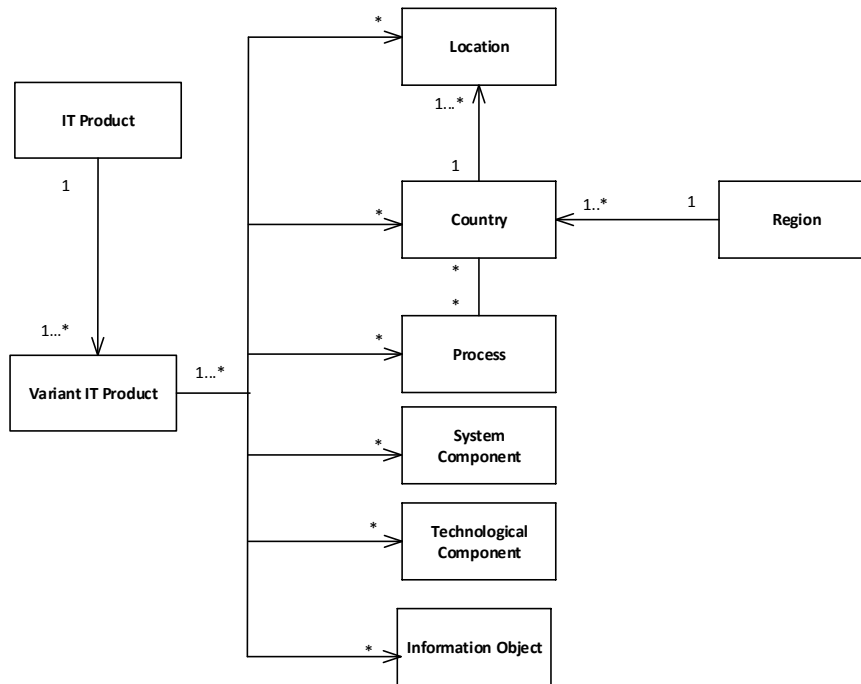 *
Location
IT Product
1...*
1
1
*
Country
1..*
1
Region
*
*
1...*
*
Process
Variant IT Product
1...*
*
System
Component
*
Technological
Component
*
Information Object